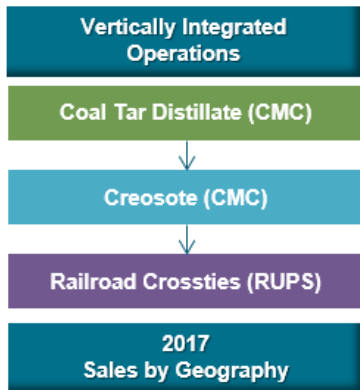 Vertically Integrated
Operations
Coal Tar Distillate (CMC)
Creosote (CMC)
Railroad Crossties (RUPS)
2017
Sales by Geography